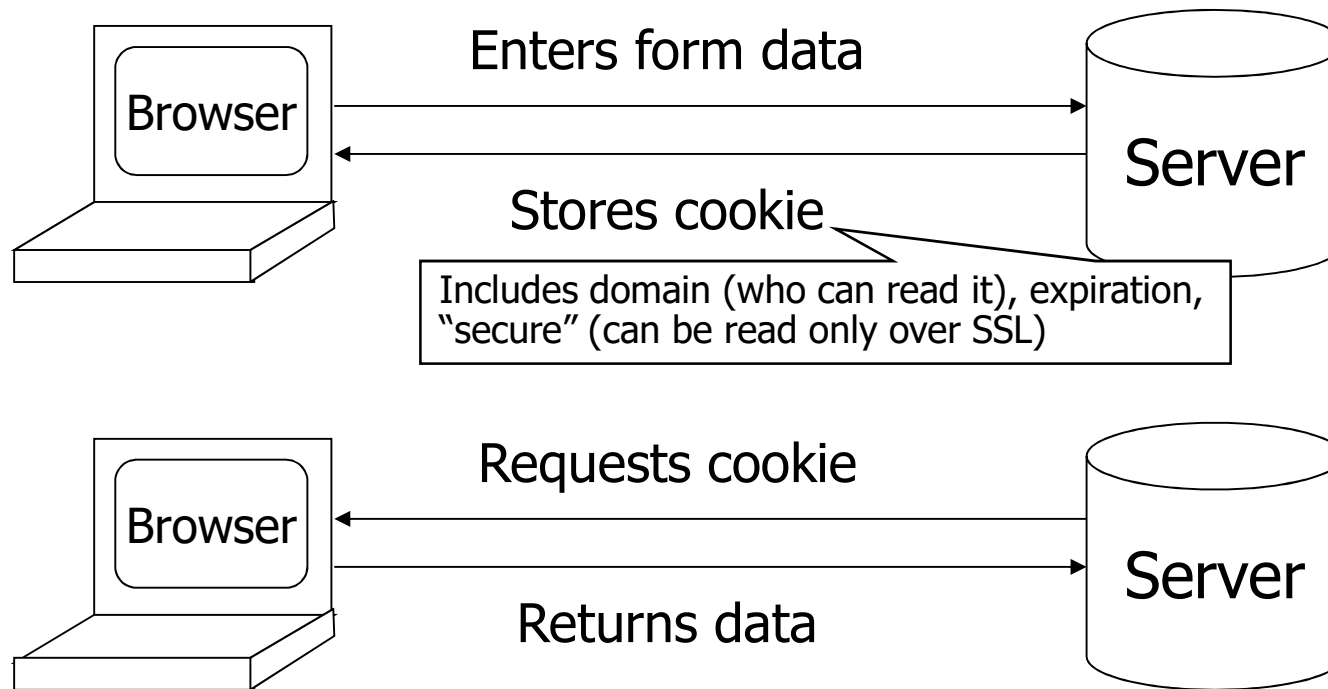 Enters form data
Browser
Server
Stores cookie
Includes domain (who can read it), expiration,
“secure” (can be read only over SSL)
Requests cookie
Browser
Server
Returns data